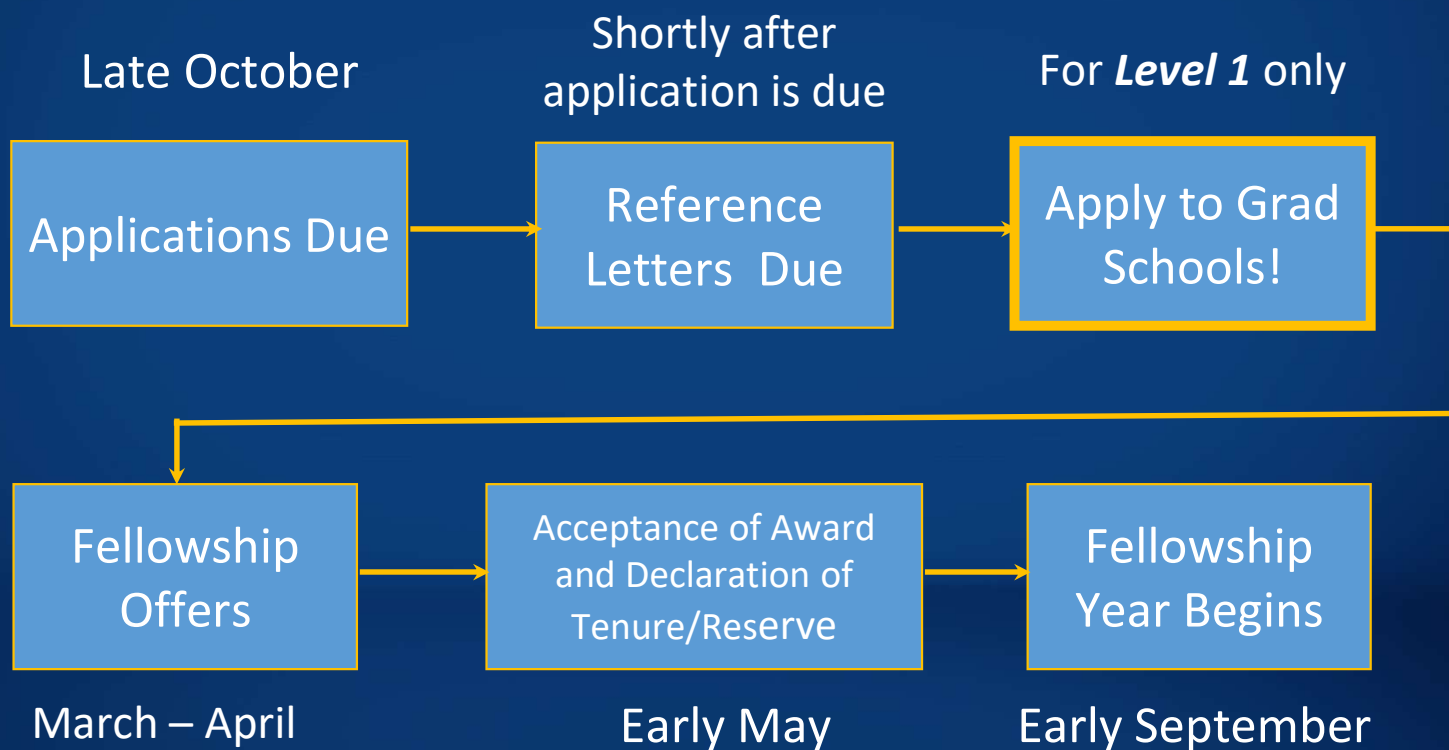 Late October
Shortly after
application is due
For Level 1 only
Applications Due
Reference
Letters Due
Apply to Grad
Schools!
Fellowship
Offers
Acceptance of Award
and Declaration of
Tenure/Reserve
Fellowship
Year Begins
March – April
Early May
Early September